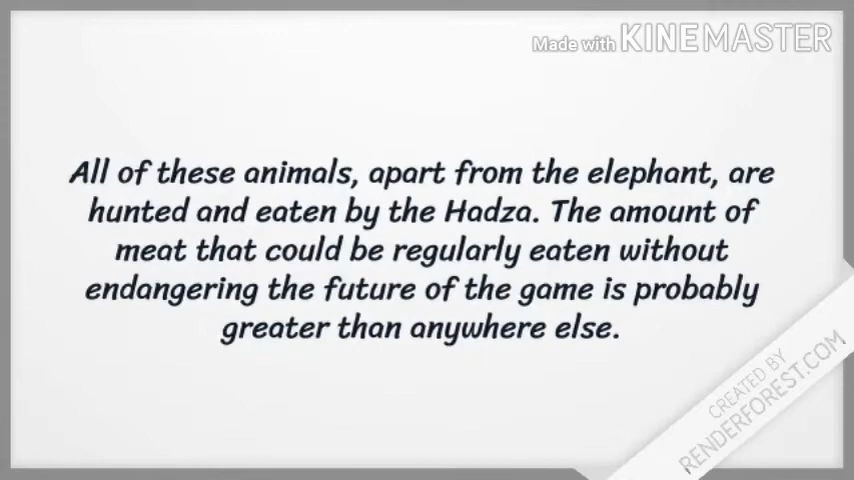 Made with KINEMASTER
All of these animals, apart from the elephant, are
hunted and eaten by the Hadza. The amount of
meat that could be regularly eaten without
endangering the future of the game is probably
greater than anywhere else.
CREATED BY
RENDERFOREST.COM